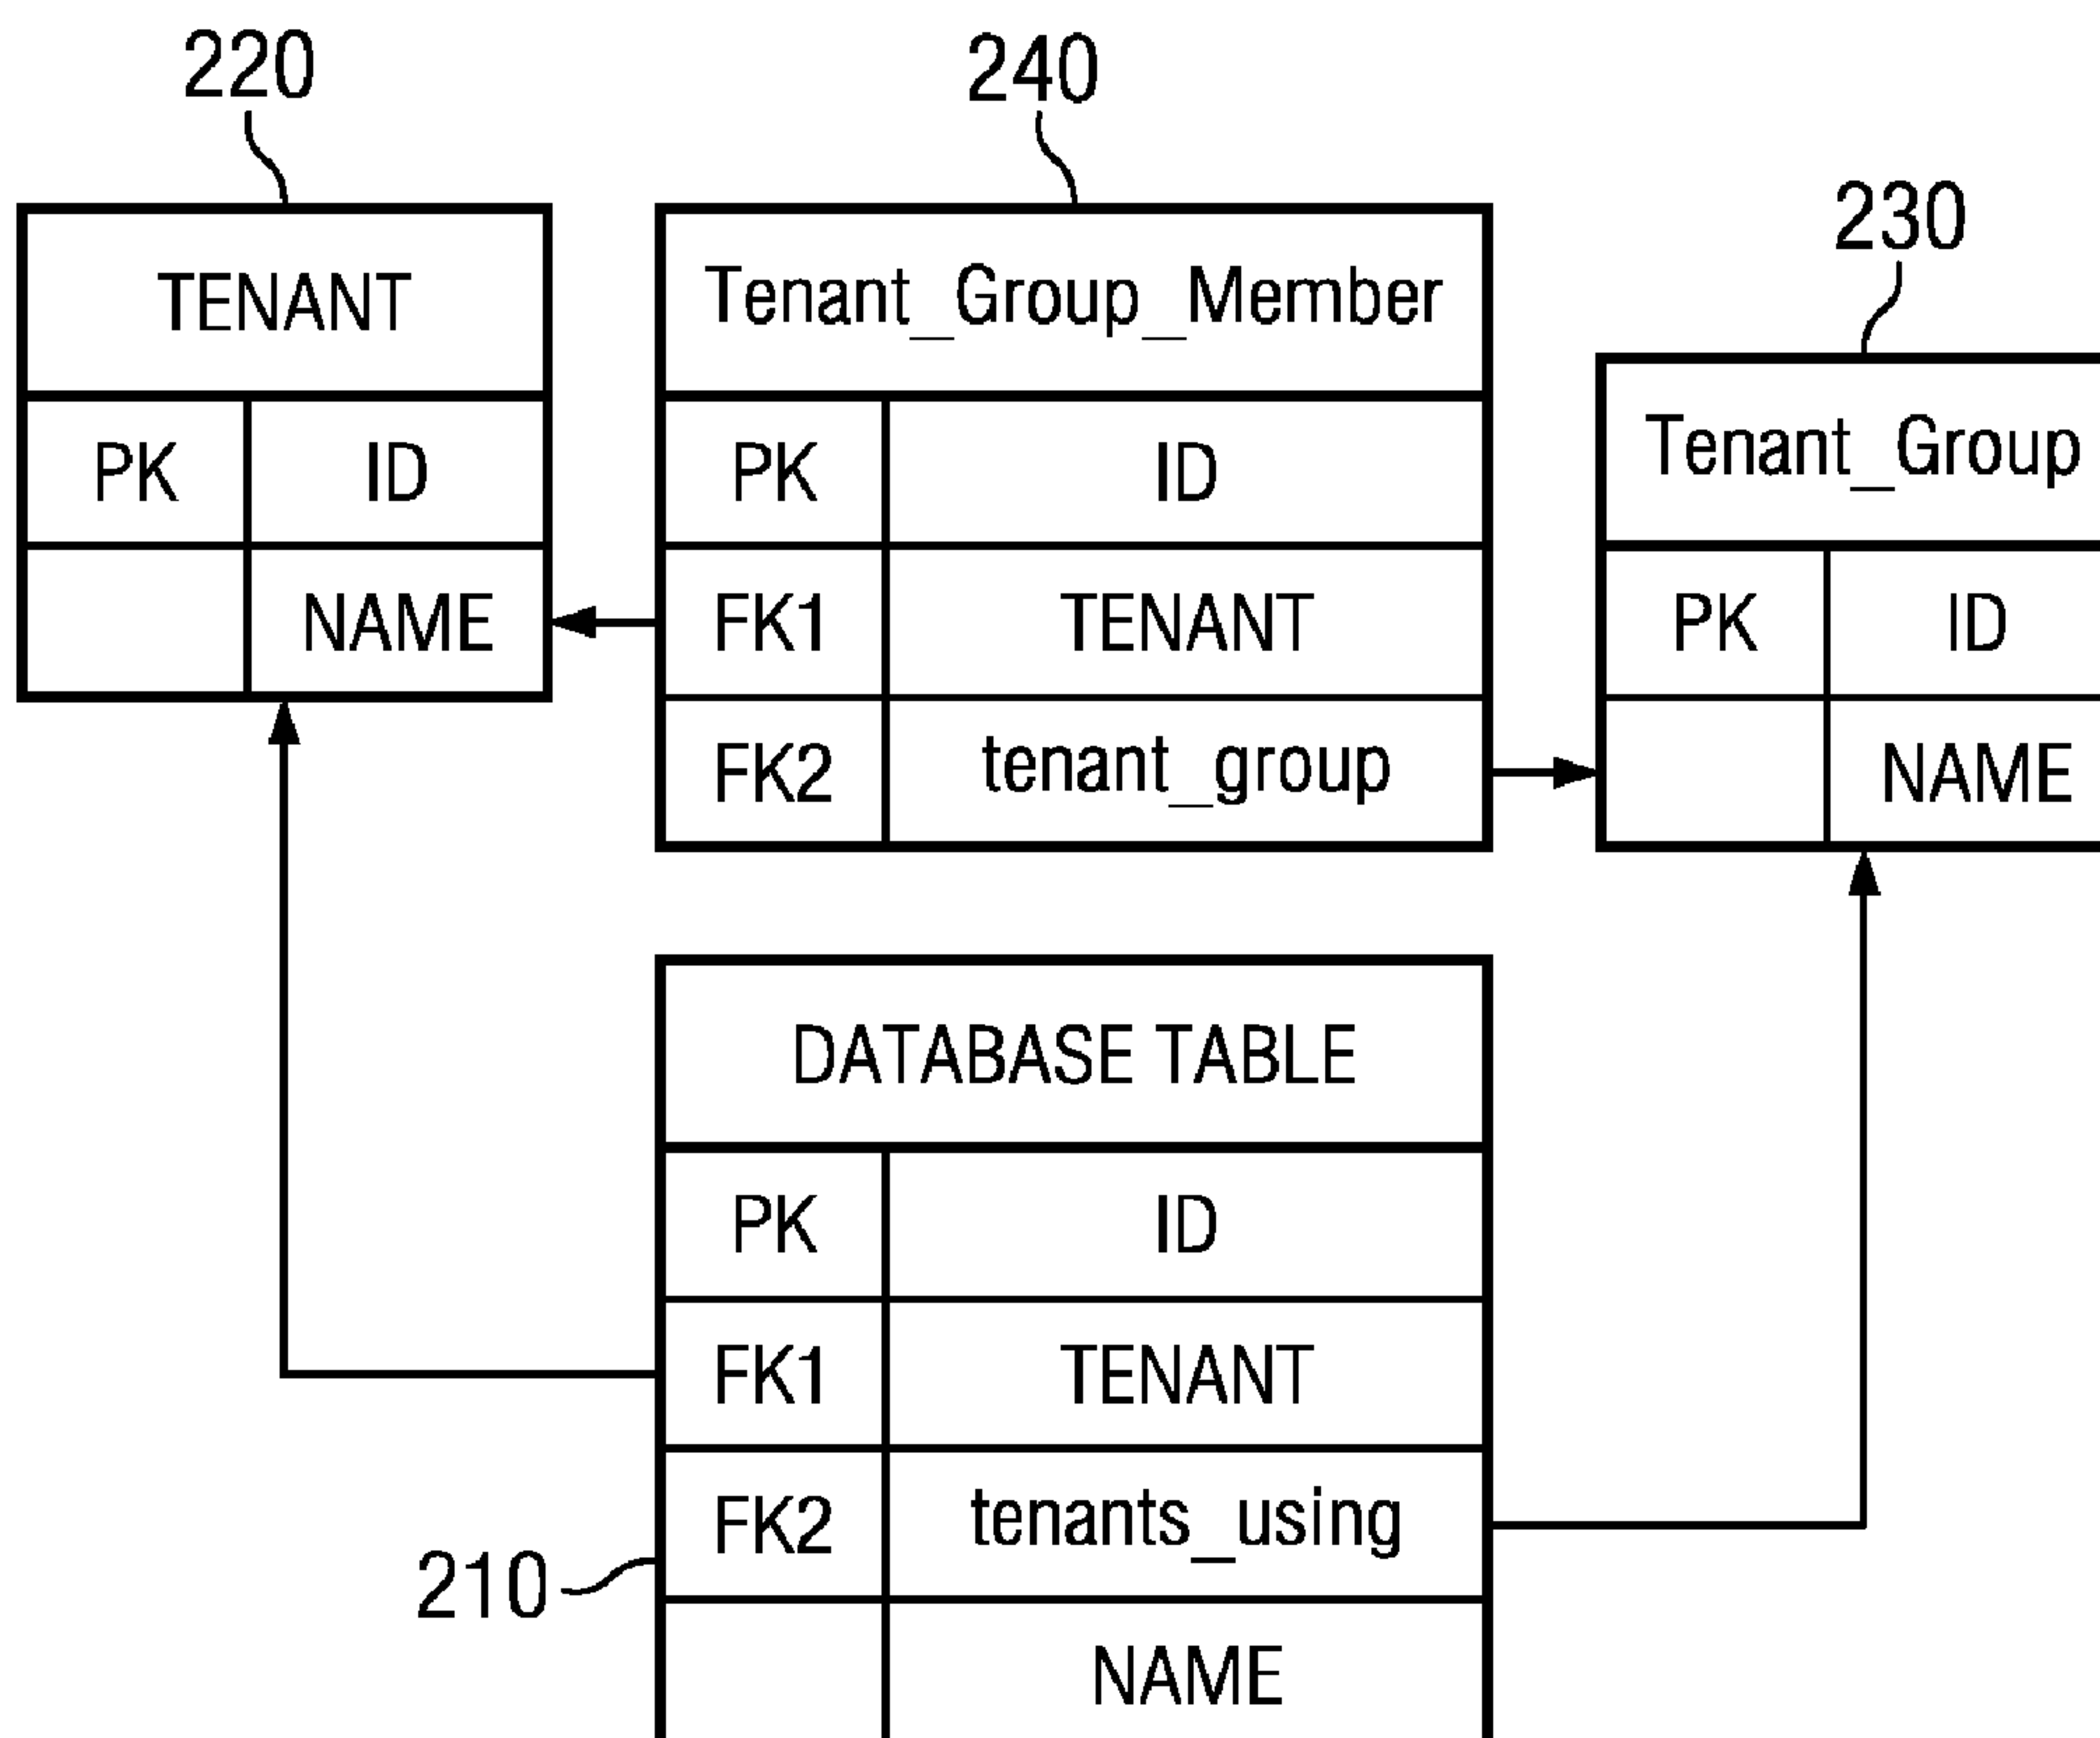 220
240
230
TENANT
PK ID
NAME
Tenant_Group_Member
PK ID
FK1 TENANT
FK2 tenant_group
Tenant_Group
PK ID
NAME
DATABASE TABLE
PK ID
FK1 TENANT
FK2 tenants_using
NAME
210